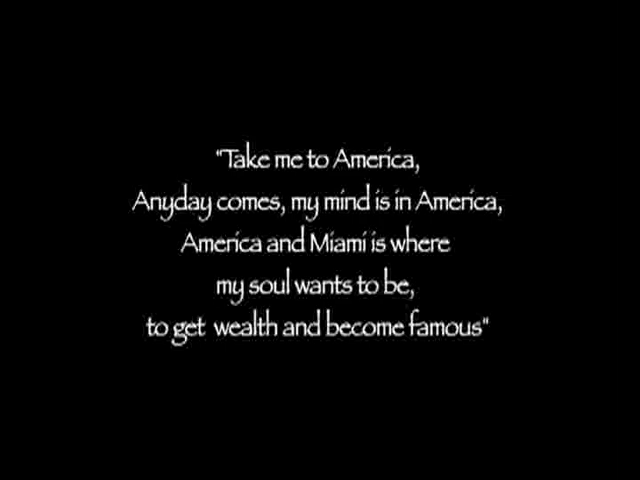 "Take me to America,
Anyday comes, my mind is in America,
America and Miami is where
my soul wants to be,
to get wealth and become famous"